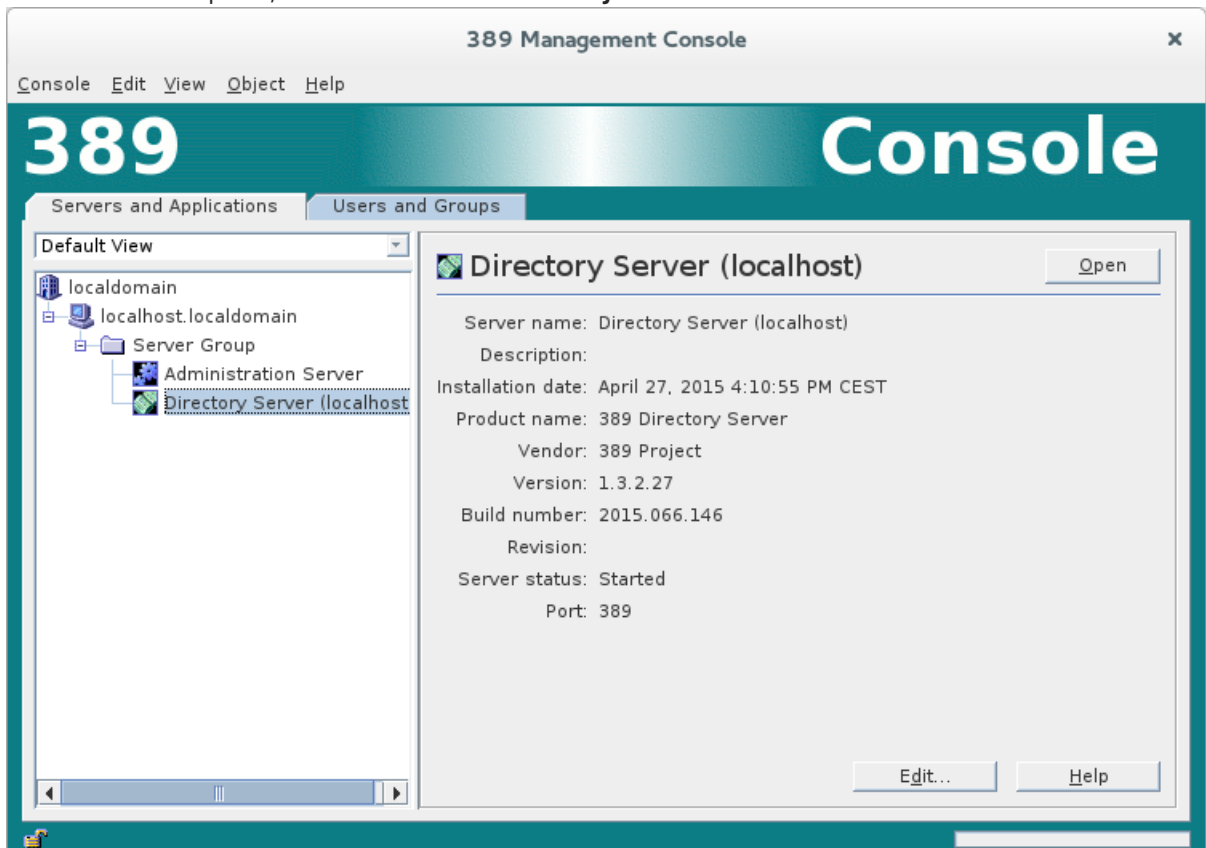 389 Management Console
Console Edit View Object Help
389 Console
Servers and Applications Users and Groups
Default View
localdomain
localhost.localdomain
Server Group
Administration Server
Directory Server (localhost
Directory Server (localhost) Open
Server name: Directory Server (localhost)
Description:
Installation date: April 27, 2015 4:10:55 PM CEST
Product name: 389 Directory Server
Vendor: 389 Project
Version: 1.3.2.27
Build number: 2015.066.146
Revision:
Server status: Started
Port: 389
Edit... Help